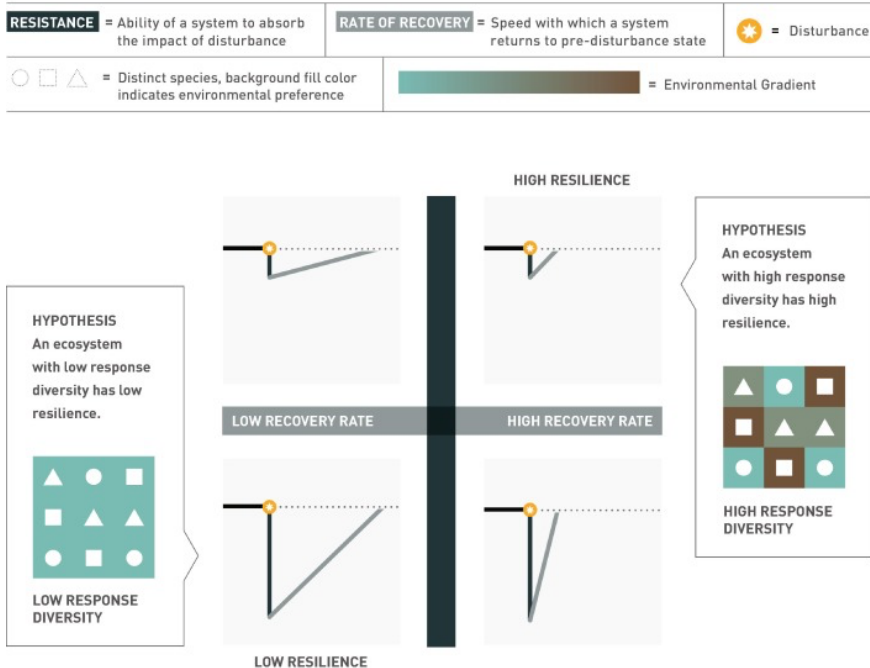 RESISTANCE = Ability of a system to absorb
the impact of disturbance
RATE OF RECOVERY = Speed with which a system
returns to pre-disturbance state
= Disturbance
= Distinct species, background fill color
indicates environmental preference
= Environmental Gradient
HIGH RESILIENCE
HYPOTHESIS
An ecosystem
with high response
diversity has high
resilience.
HIGH RESPONSE
DIVERSITY
HYPOTHESIS
An ecosystem
with low response
diversity has low
resilience.
LOW RESPONSE
DIVERSITY
LOW RECOVERY RATE
HIGH RECOVERY RATE
LOW RESILIENCE